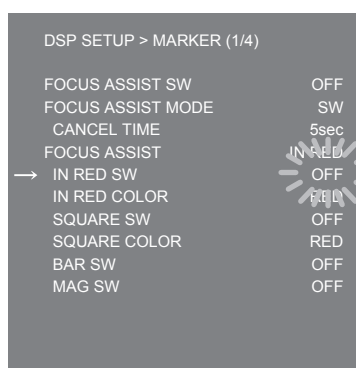 DSP SETUP > MARKER (1/4)
FOCUS ASSIST SW OFF
FOCUS ASSIST MODE SW
CANCEL TIME 5sec
FOCUS ASSIST IN RED
→ IN RED SW OFF
IN RED COLOR RED
SQUARE SW OFF
SQUARE COLOR RED
BAR SW OFF
MAG SW OFF